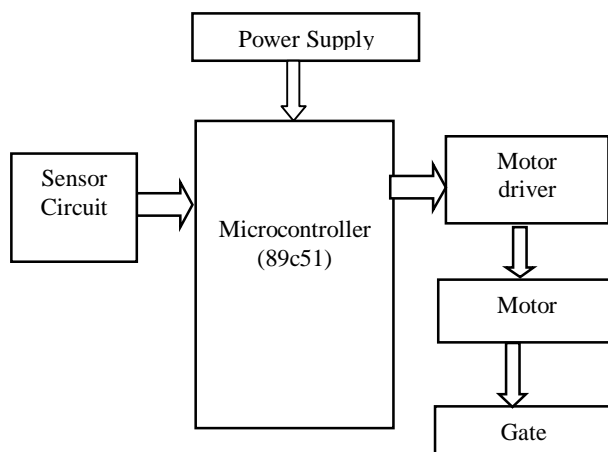 Power Supply
Sensor
Circuit
Microcontroller
(89c51)
Motor
driver
Motor
Gate